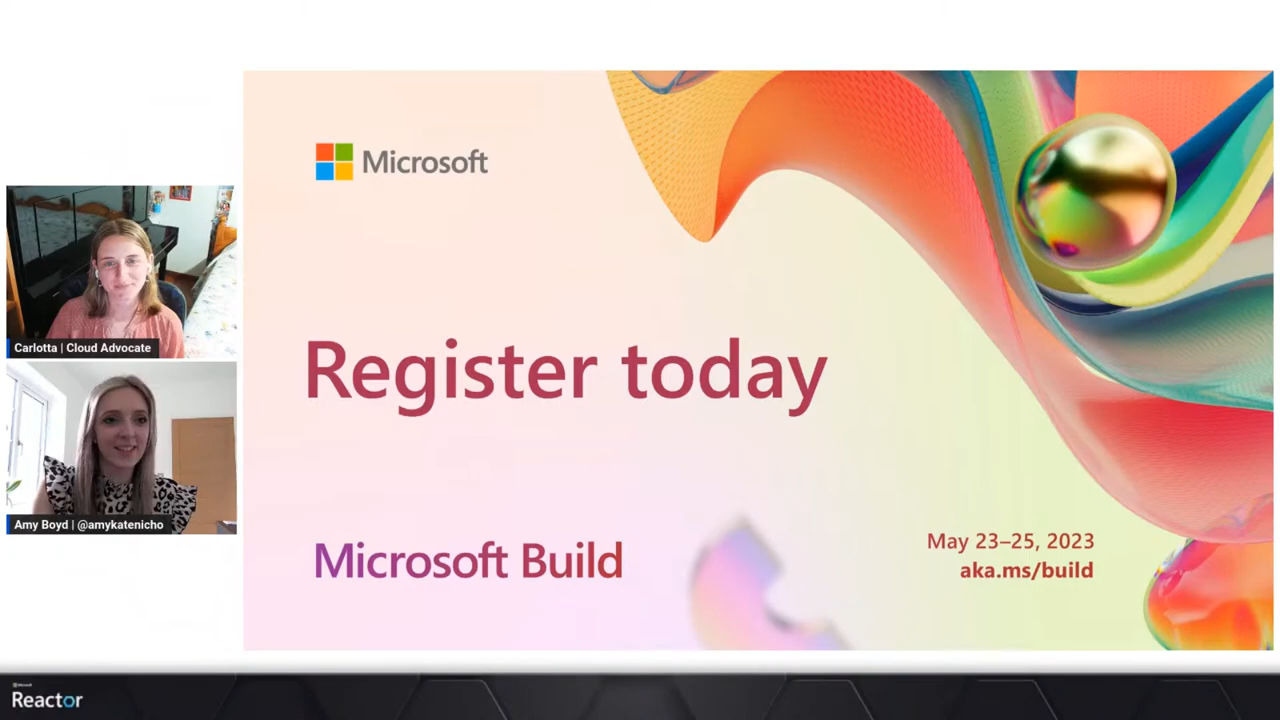 Microsoft
Register today
Microsoft Build
May 23–25, 2023
aka.ms/build
Carlotta | Cloud Advocate
Amy Boyd | @amykatenicho
Microsoft
Reactor